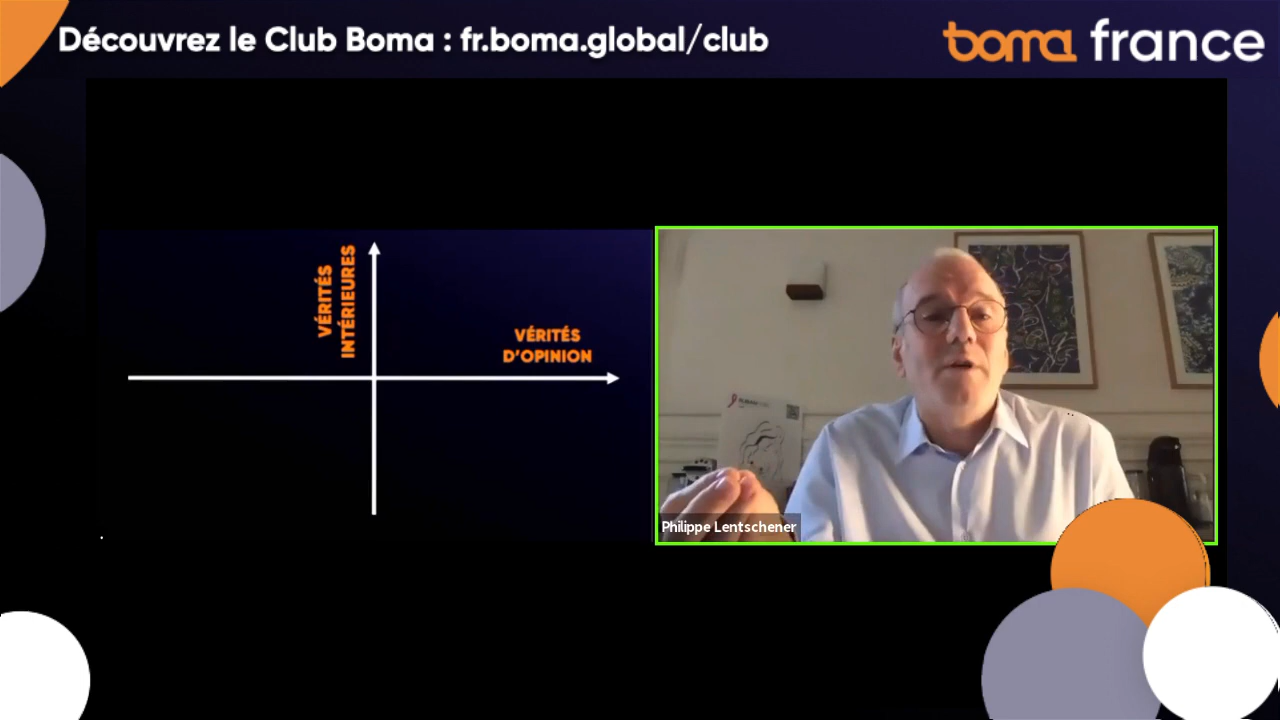 Découvrez le Club Boma : fr.boma.global/club
boma france
VÉRITÉS
INTÉRIEURES
VÉRITÉS
D'OPINION
Philippe Lentschener